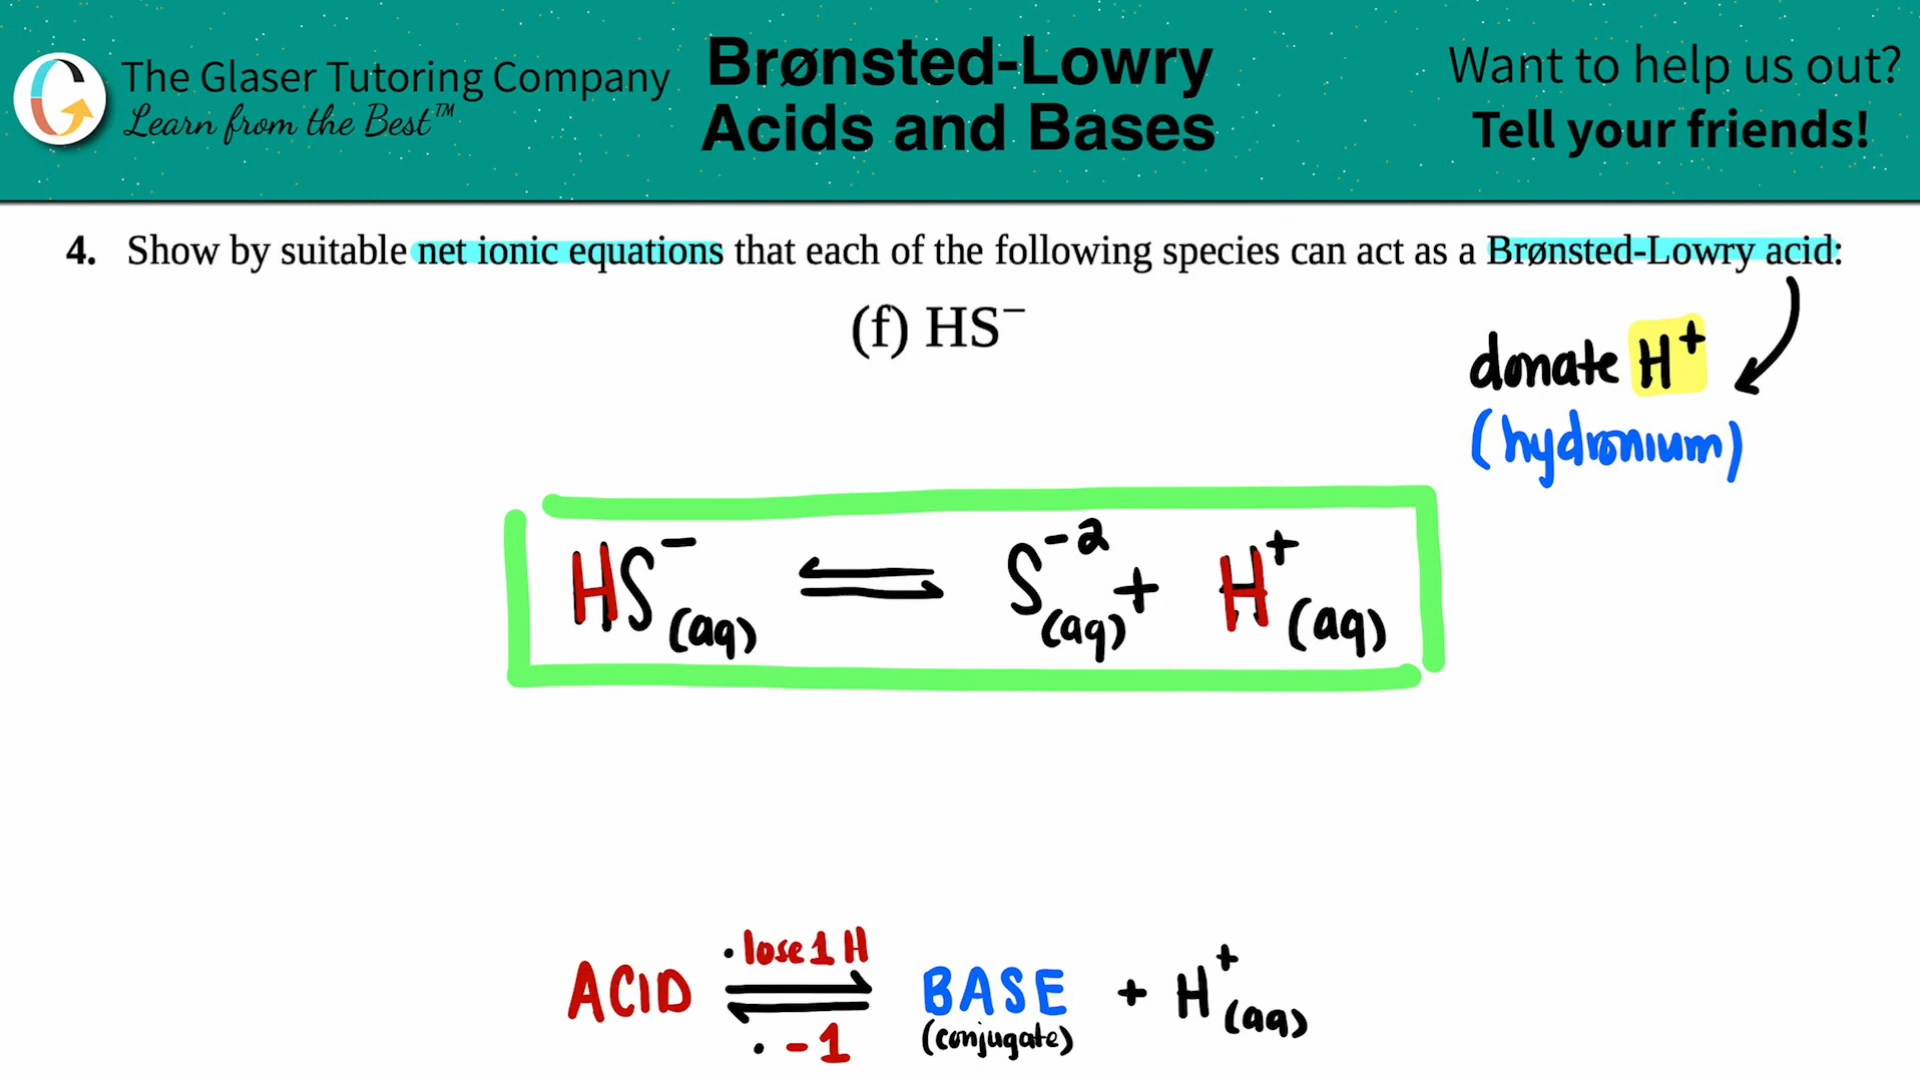 The Glaser Tutoring Company
Learn from the Best™
Brønsted-Lowry
Acids and Bases
Want to help us out?
Tell your friends!
4. Show by suitable net ionic equations that each of the following species can act as a Brønsted-Lowry acid:
(f) HS⁻
donate H⁺
(hydronium)
HS⁻(aq) ⇌ S⁻²(aq) + H⁺(aq)
• lose 1 H
ACID ⇌ BASE + H⁺(aq)
• -1 (conjugate)